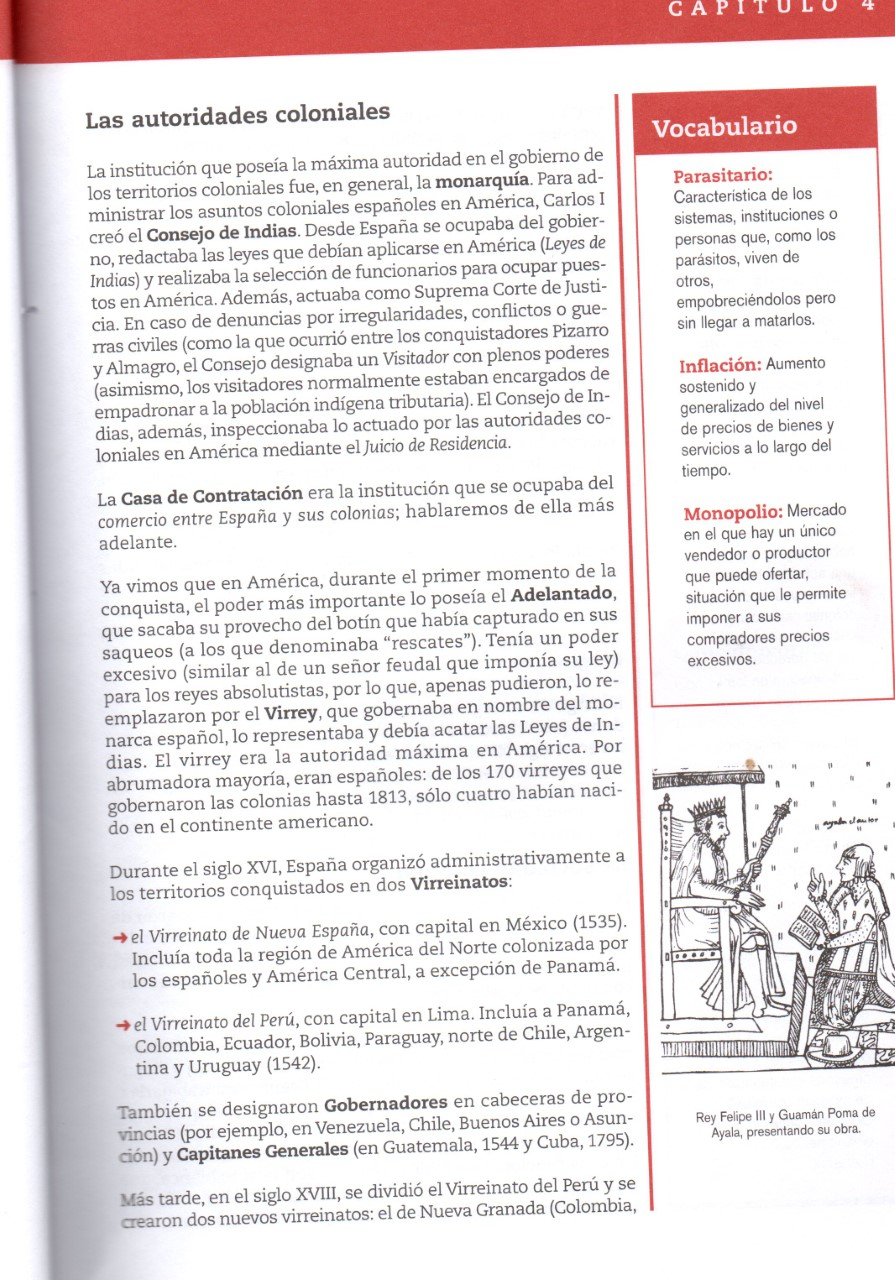 CAPÍTULO 4
Las autoridades coloniales
La institución que poseía la máxima autoridad en el gobierno de
los territorios coloniales fue, en general, la monarquía. Para ad-
ministrar los asuntos coloniales españoles en América, Carlos I
creó el Consejo de Indias. Desde España se ocupaba del gobier-
no, redactaba las leyes que debían aplicarse en América (Leyes de
Indias) y realizaba la selección de funcionarios para ocupar pues-
tos en América. Además, actuaba como Suprema Corte de Justi-
cia. En caso de denuncias por irregularidades, conflictos o gue-
rras civiles (como la que ocurrió entre los conquistadores Pizarro
y Almagro, el Consejo designaba un Visitador con plenos poderes
(asimismo, los visitadores normalmente estaban encargados de
empadronar a la población indígena tributaria). El Consejo de In-
dias, además, inspeccionaba lo actuado por las autoridades co-
loniales en América mediante el Juicio de Residencia.
La Casa de Contratación era la institución que se ocupaba del
comercio entre España y sus colonias; hablaremos de ella más
adelante.
Ya vimos que en América, durante el primer momento de la
conquista, el poder más importante lo poseía el Adelantado,
que sacaba su provecho del botín que había capturado en sus
saqueos (a los que denominaba “rescates”). Tenía un poder
excesivo (similar al de un señor feudal que imponía su ley)
para los reyes absolutistas, por lo que, apenas pudieron, lo re-
emplazaron por el Virrey, que gobernaba en nombre del mo-
narca español, lo representaba y debía acatar las Leyes de In-
dias. El virrey era la autoridad máxima en América. Por
abrumadora mayoría, eran españoles: de los 170 virreyes que
gobernaron las colonias hasta 1813, sólo cuatro habían naci-
do en el continente americano.
Durante el siglo XVI, España organizó administrativamente a
los territorios conquistados en dos Virreinatos:
➜ el Virreinato de Nueva España, con capital en México (1535).
Incluía toda la región de América del Norte colonizada por
los españoles y América Central, a excepción de Panamá.
➜ el Virreinato del Perú, con capital en Lima. Incluía a Panamá,
Colombia, Ecuador, Bolivia, Paraguay, norte de Chile, Argen-
tina y Uruguay (1542).
También se designaron Gobernadores en cabeceras de pro-
vincias (por ejemplo, en Venezuela, Chile, Buenos Aires o Asun-
ción) y Capitanes Generales (en Guatemala, 1544 y Cuba, 1795).
Más tarde, en el siglo XVIII, se dividió el Virreinato del Perú y se
crearon dos nuevos virreinatos: el de Nueva Granada (Colombia,
Vocabulario
Parasitario:
Característica de los
sistemas, instituciones o
personas que, como los
parásitos, viven de
otros,
empobreciéndolos pero
sin llegar a matarlos.
Inflación: Aumento
sostenido y
generalizado del nivel
de precios de bienes y
servicios a lo largo del
tiempo.
Monopolio: Mercado
en el que hay un único
vendedor o productor
que puede ofertar,
situación que le permite
imponer a sus
compradores precios
excesivos.
Rey Felipe III y Guamán Poma de
Ayala, presentando su obra.